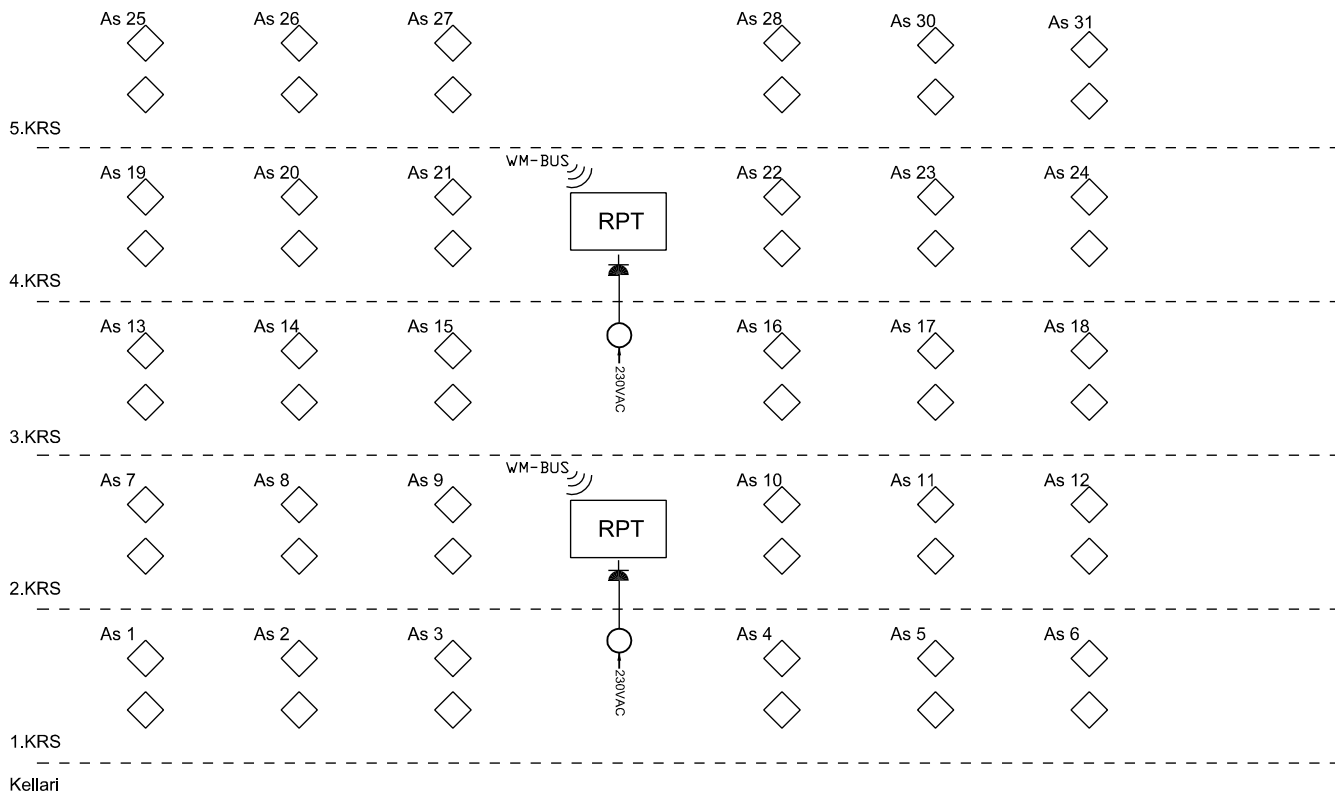 As 25 As 26 As 27 As 28 As 30 As 31
5.KRS
WM-BUS
As 19 As 20 As 21 As 22 As 23 As 24
RPT
4.KRS
As 13 As 14 As 15 As 16 As 17 As 18
230VAC
3.KRS
WM-BUS
As 7 As 8 As 9 As 10 As 11 As 12
RPT
2.KRS
As 1 As 2 As 3 As 4 As 5 As 6
230VAC
1.KRS
Kellari